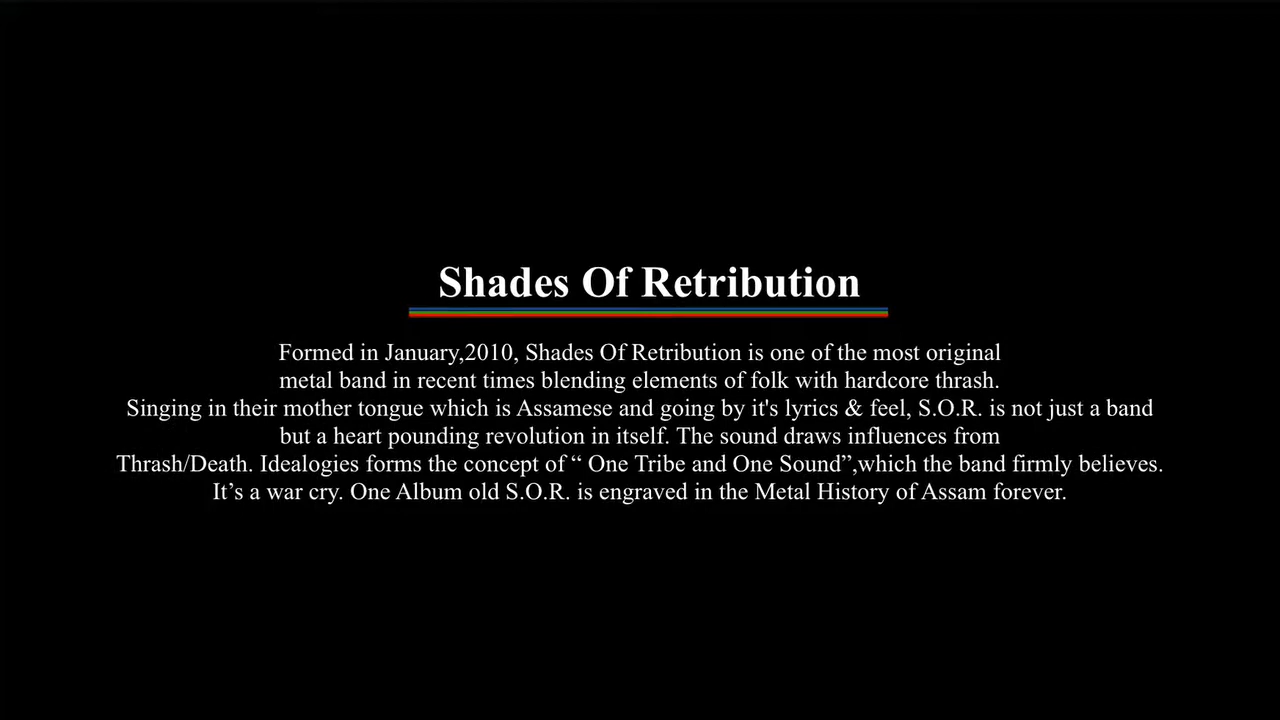 Shades Of Retribution
Formed in January,2010, Shades Of Retribution is one of the most original
metal band in recent times blending elements of folk with hardcore thrash.
Singing in their mother tongue which is Assamese and going by it's lyrics & feel, S.O.R. is not just a band
but a heart pounding revolution in itself. The sound draws influences from
Thrash/Death. Idealogies forms the concept of “ One Tribe and One Sound”,which the band firmly believes.
It’s a war cry. One Album old S.O.R. is engraved in the Metal History of Assam forever.